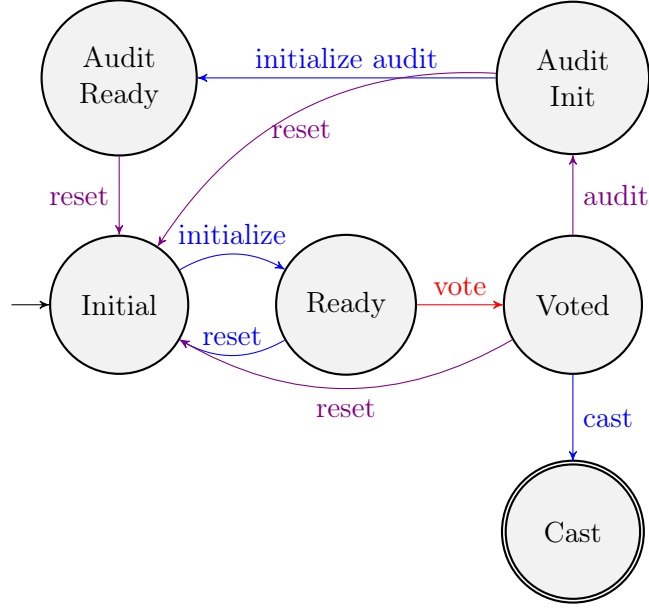 Audit
Ready
initialize audit
Audit
Init
reset
reset
audit
initialize
Initial
Ready
vote
Voted
reset
reset
cast
Cast